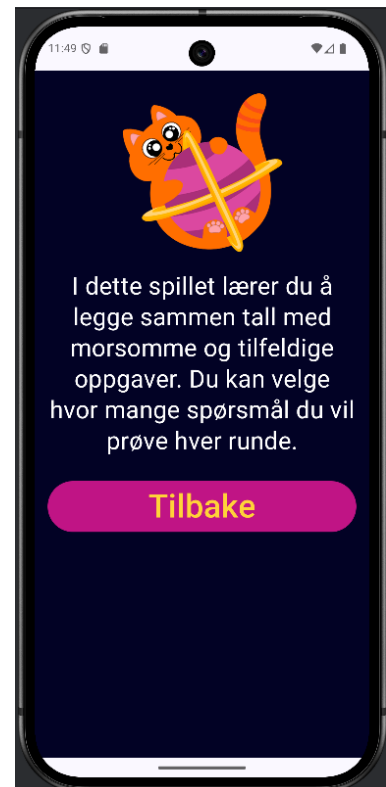 11:49
I dette spillet lærer du å
legge sammen tall med
morsomme og tilfeldige
oppgaver. Du kan velge
hvor mange spørsmål du vil
prøve hver runde.
Tilbake